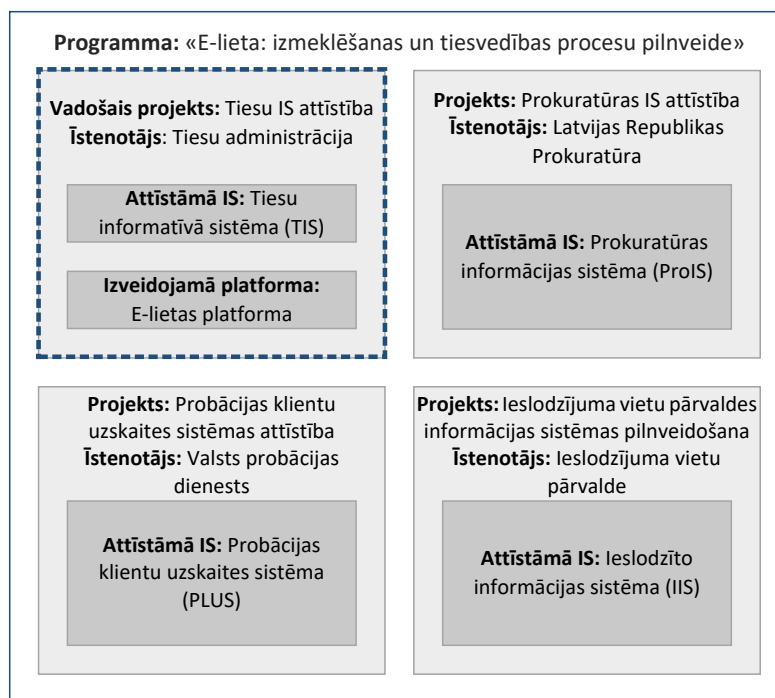 Programma: «E-lieta: izmeklēšanas un tiesvedības procesu pilnveide»
Vadošais projekts: Tiesu IS attīstība
Īstenotājs: Tiesu administrācija
Attīstāmā IS: Tiesu
informatīvā sistēma (TIS)
Izveidojamā platforma:
E-lietas platforma
Projekts: Prokuratūras IS attīstība
Īstenotājs: Latvijas Republikas
Prokuratūra
Attīstāmā IS: Prokuratūras
informācijas sistēma (ProIS)
Projekts: Probācijas klientu
uzskaites sistēmas attīstība
Īstenotājs: Valsts probācijas
dienests
Attīstāmā IS: Probācijas
klientu uzskaites sistēma
(PLUS)
Projekts: Ieslodzījuma vietu pārvaldes
informācijas sistēmas pilnveidošana
Īstenotājs: Ieslodzījuma vietu
pārvalde
Attīstāmā IS: Ieslodzīto
informācijas sistēma (IIS)